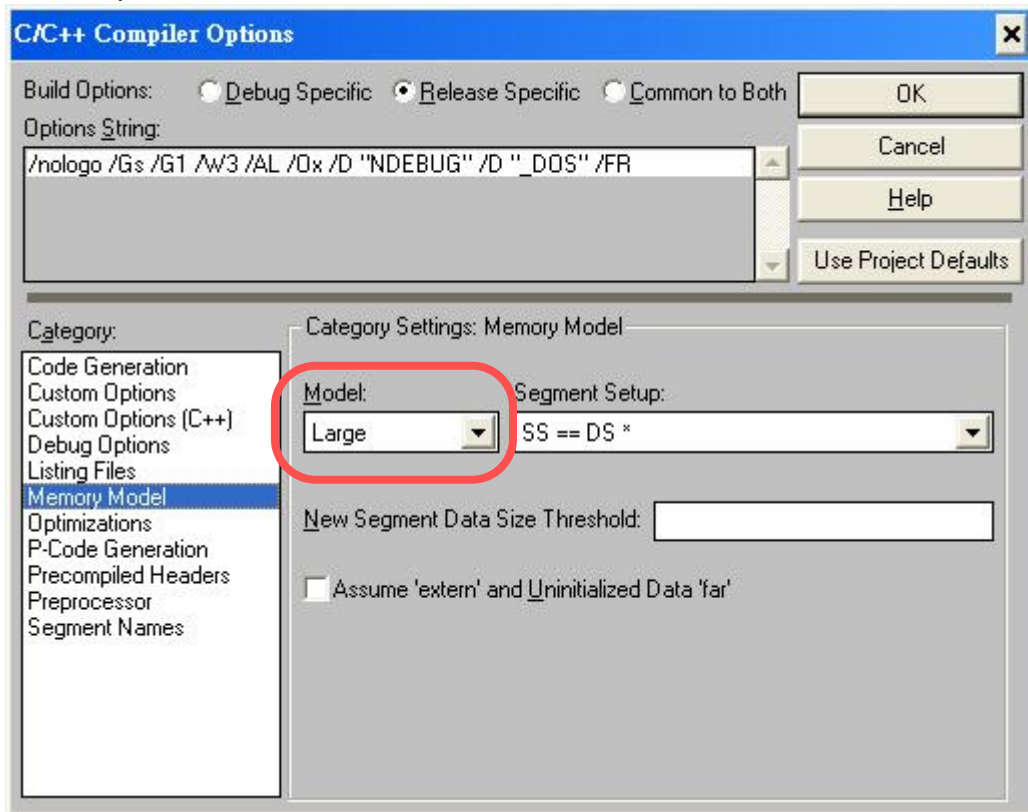 C/C++ Compiler Options
Build Options: Debug Specific Release Specific Common to Both
OK
Options String:
/nologo /Gs /G1 /W3 /AL /Ox /D "NDEBUG" /D "_DOS" /FR
Cancel
Help
Use Project Defaults
Category:
Code Generation
Custom Options
Custom Options (C++)
Debug Options
Listing Files
Memory Model
Optimizations
P-Code Generation
Precompiled Headers
Preprocessor
Segment Names
Category Settings: Memory Model
Model: Segment Setup:
Large SS == DS *
New Segment Data Size Threshold:
Assume 'extern' and Uninitialized Data 'far'